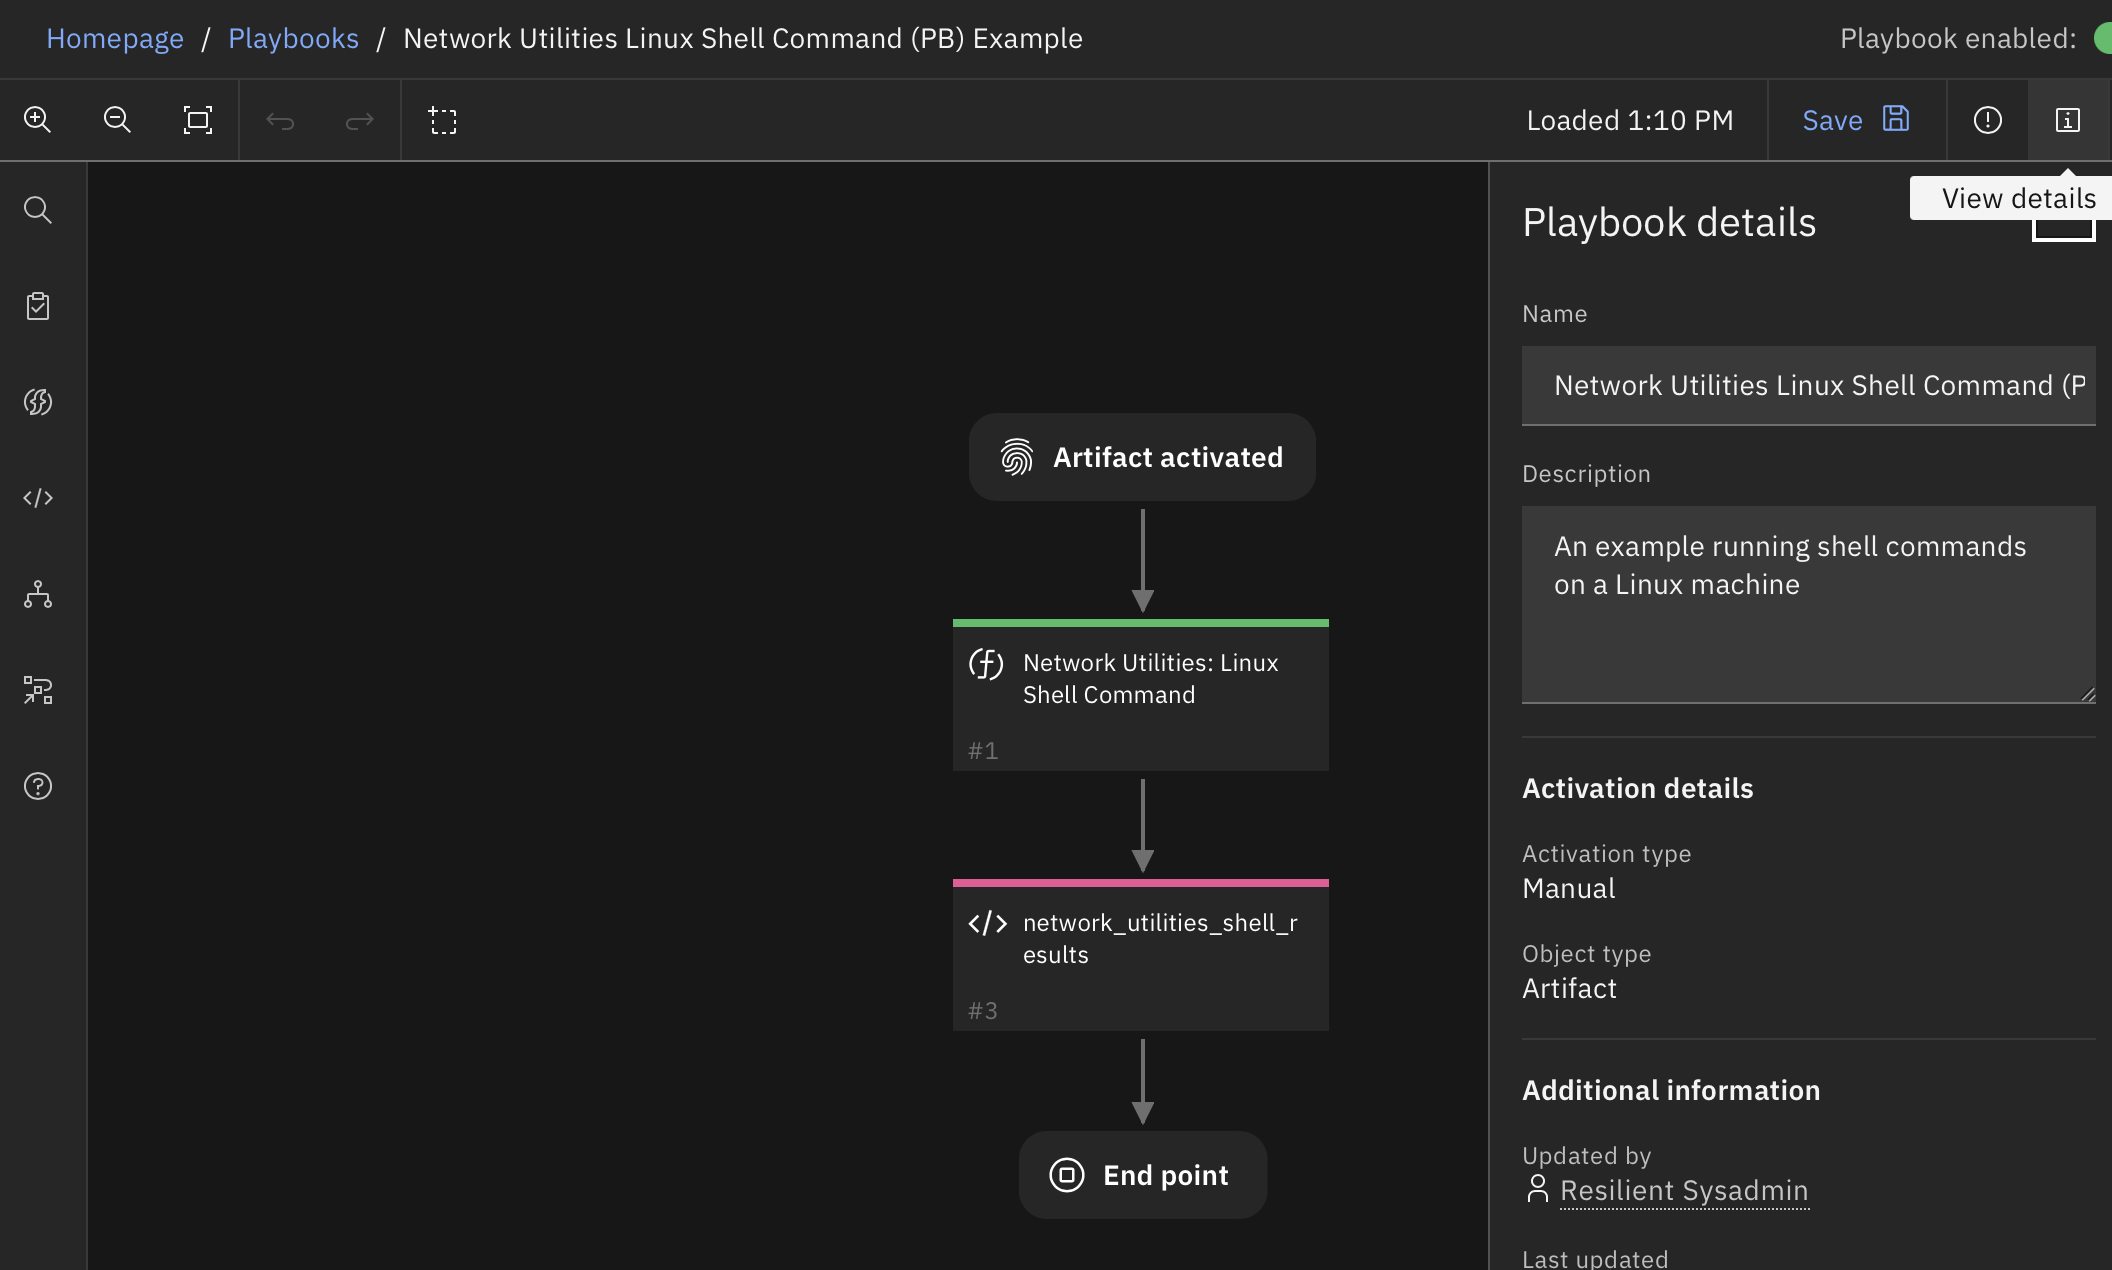 Homepage / Playbooks / Network Utilities Linux Shell Command (PB) Example
Playbook enabled:
Loaded 1:10 PM
Save
View details
Artifact activated
Network Utilities: Linux
Shell Command
#1
network_utilities_shell_r
esults
#3
End point
Playbook details
Name
Network Utilities Linux Shell Command (P
Description
An example running shell commands
on a Linux machine
Activation details
Activation type
Manual
Object type
Artifact
Additional information
Updated by
Resilient Sysadmin
Last updated